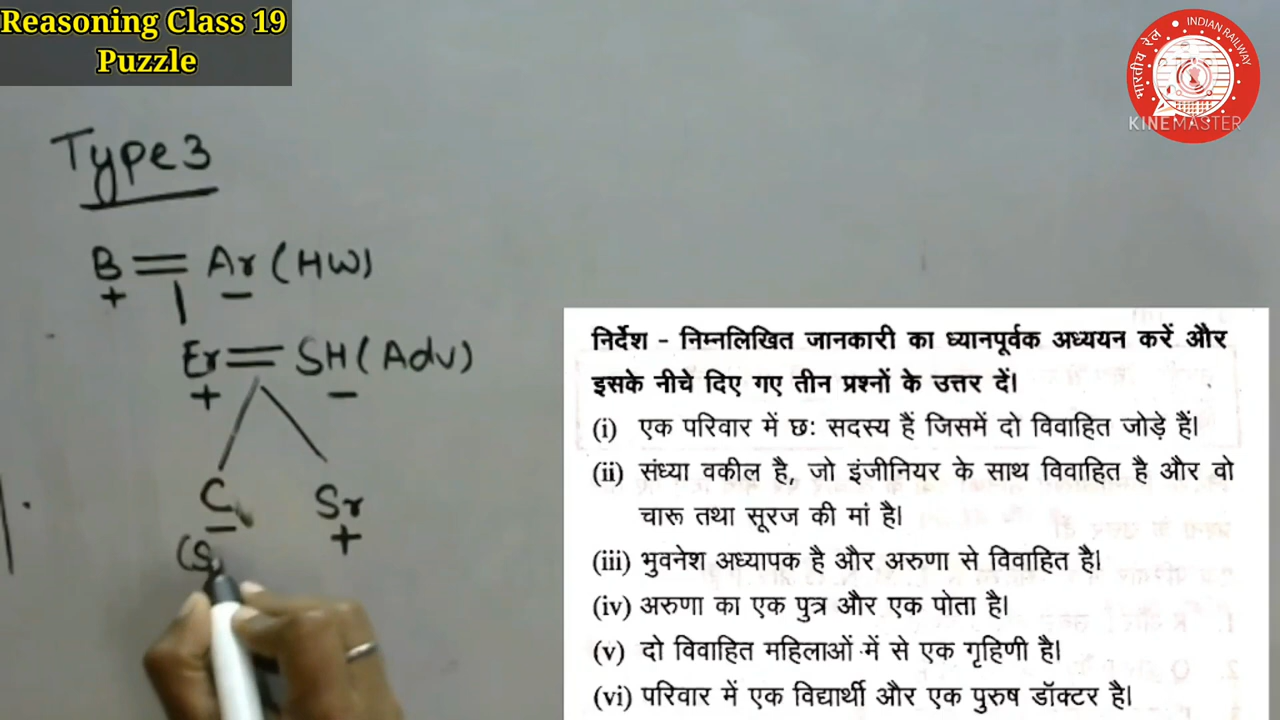 Reasoning Class 19
Puzzle
भारतीय रेल
INDIAN RAILWAY
KINEMASTER
Type 3
B = Ar (HW)
+ −
Er = SH (Adv)
+ −
C Sr
− +
(S
निर्देश - निम्नलिखित जानकारी का ध्यानपूर्वक अध्ययन करें और
इसके नीचे दिए गए तीन प्रश्नों के उत्तर दें।
(i) एक परिवार में छः सदस्य हैं जिसमें दो विवाहित जोड़े हैं।
(ii) संध्या वकील है, जो इंजीनियर के साथ विवाहित है और वो
चारू तथा सूरज की मां है।
(iii) भुवनेश अध्यापक है और अरुणा से विवाहित है।
(iv) अरुणा का एक पुत्र और एक पोता है।
(v) दो विवाहित महिलाओं में से एक गृहिणी है।
(vi) परिवार में एक विद्यार्थी और एक पुरुष डॉक्टर है।